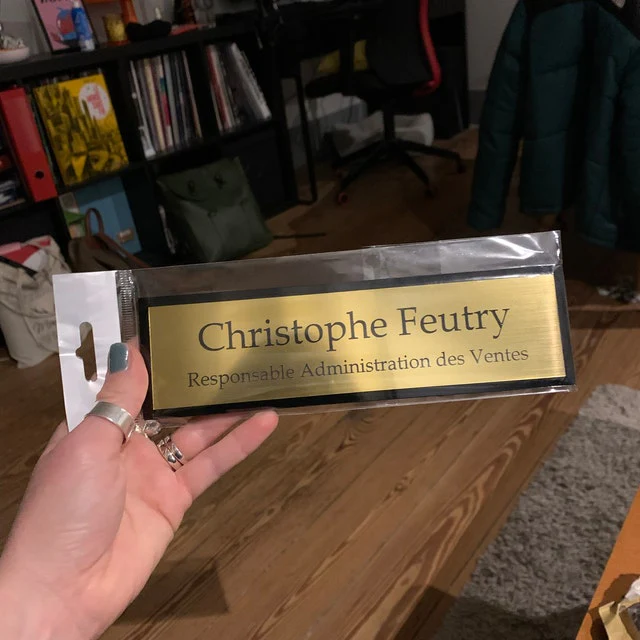 Christophe Feutry
Responsable Administration des Ventes